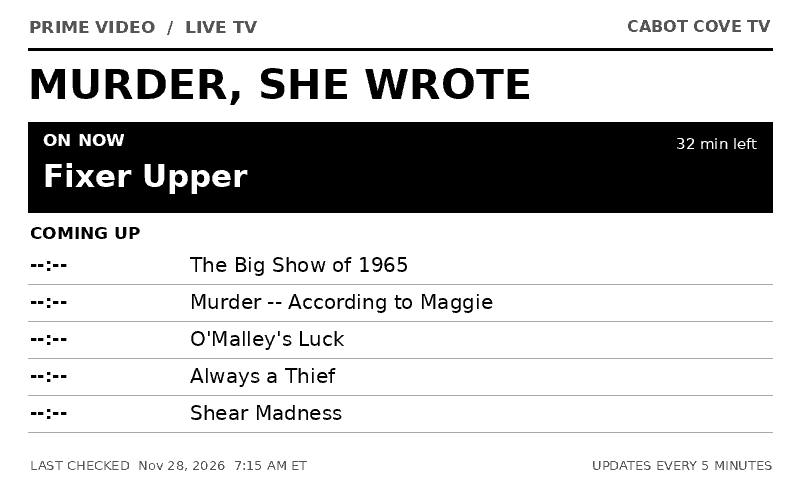 PRIME VIDEO / LIVE TV
CABOT COVE TV
MURDER, SHE WROTE
ON NOW
32 min left
Fixer Upper
COMING UP
--:-- The Big Show of 1965
--:-- Murder -- According to Maggie
--:-- O'Malley's Luck
--:-- Always a Thief
--:-- Shear Madness
LAST CHECKED Nov 28, 2026 7:15 AM ET
UPDATES EVERY 5 MINUTES